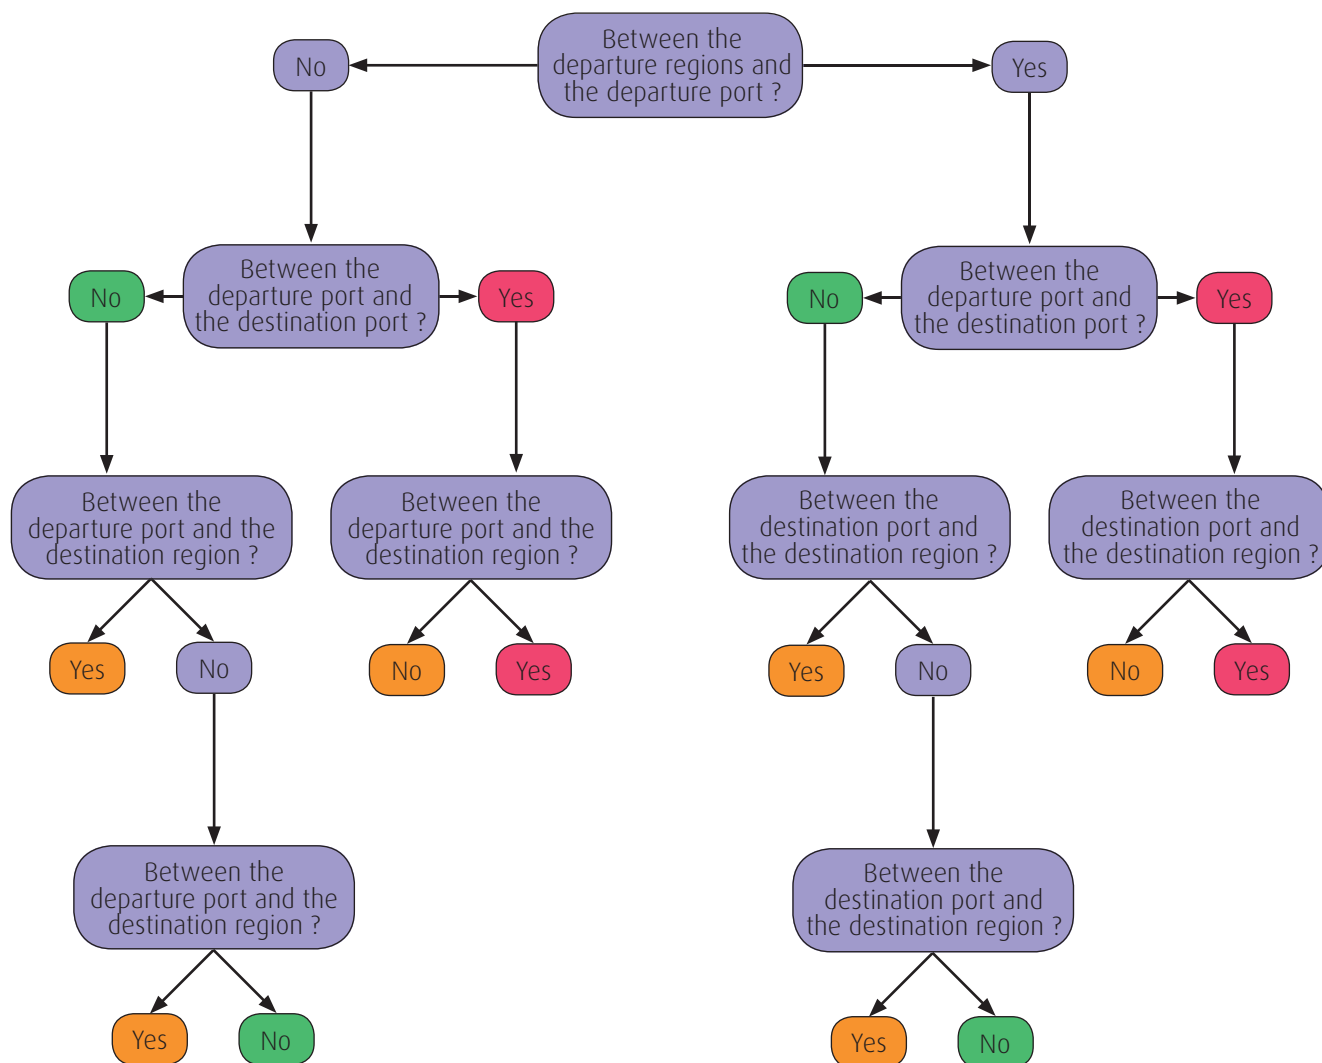 Between the
departure regions and
the departure port ?
No
Yes
Between the
departure port and
the destination port ?
No
Yes
Between the
departure port and
the destination port ?
No
Yes
Between the
departure port and the
destination region ?
Between the
departure port and the
destination region ?
Between the
destination port and
the destination region ?
Between the
destination port and
the destination region ?
Yes
No
No
Yes
Yes
No
No
Yes
Between the
departure port and the
destination region ?
Between the
destination port and
the destination region ?
Yes
No
Yes
No